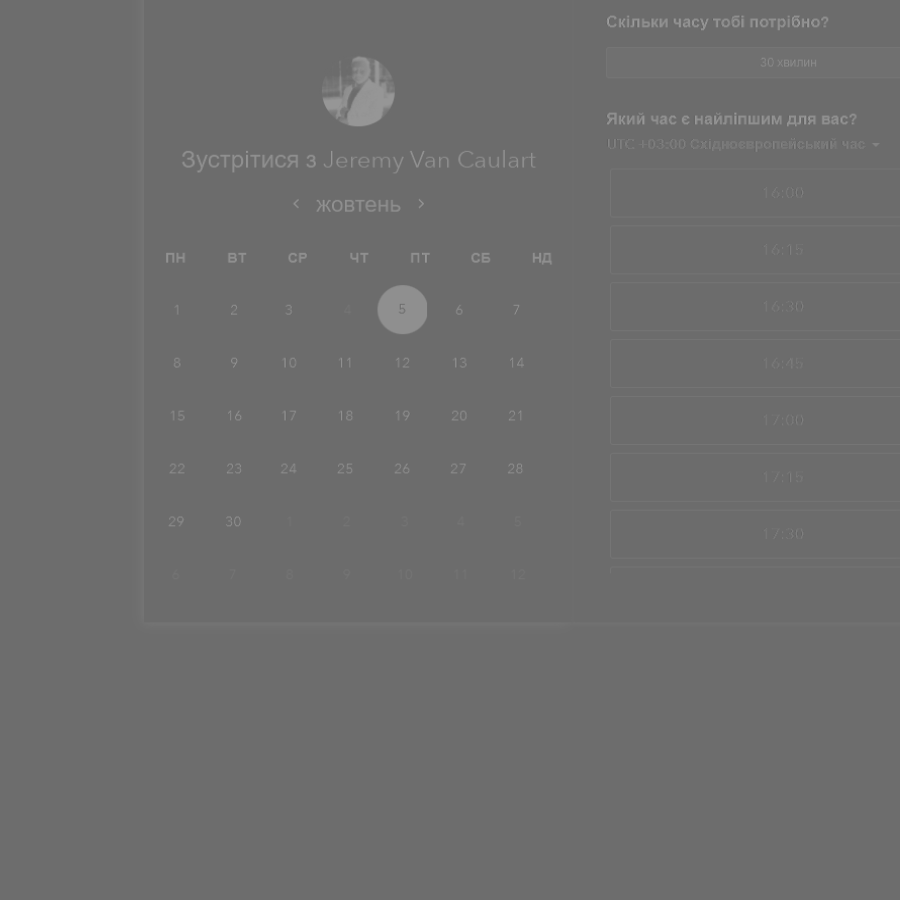 Зустрітися з Jeremy Van Caulart
жовтень
ПН ВТ СР ЧТ ПТ СБ НД
1 2 3 4 5 6 7
8 9 10 11 12 13 14
15 16 17 18 19 20 21
22 23 24 25 26 27 28
29 30 1 2 3 4 5
6 7 8 9 10 11 12
Скільки часу тобі потрібно?
30 хвилин
Який час є найліпшим для вас?
UTC +03:00 Східноєвропейський час
16:00
16:15
16:30
16:45
17:00
17:15
17:30